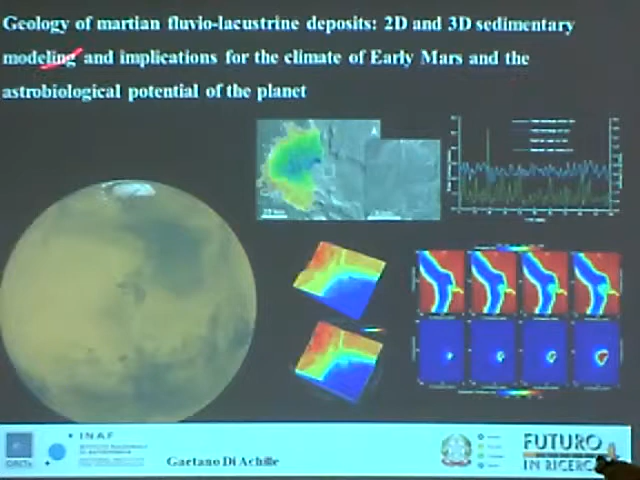 Geology of martian fluvio-lacustrine deposits: 2D and 3D sedimentary
modeling and implications for the climate of Early Mars and the
astrobiological potential of the planet
INAF
Gaetano Di Achille
FUTURO
IN RICERCA